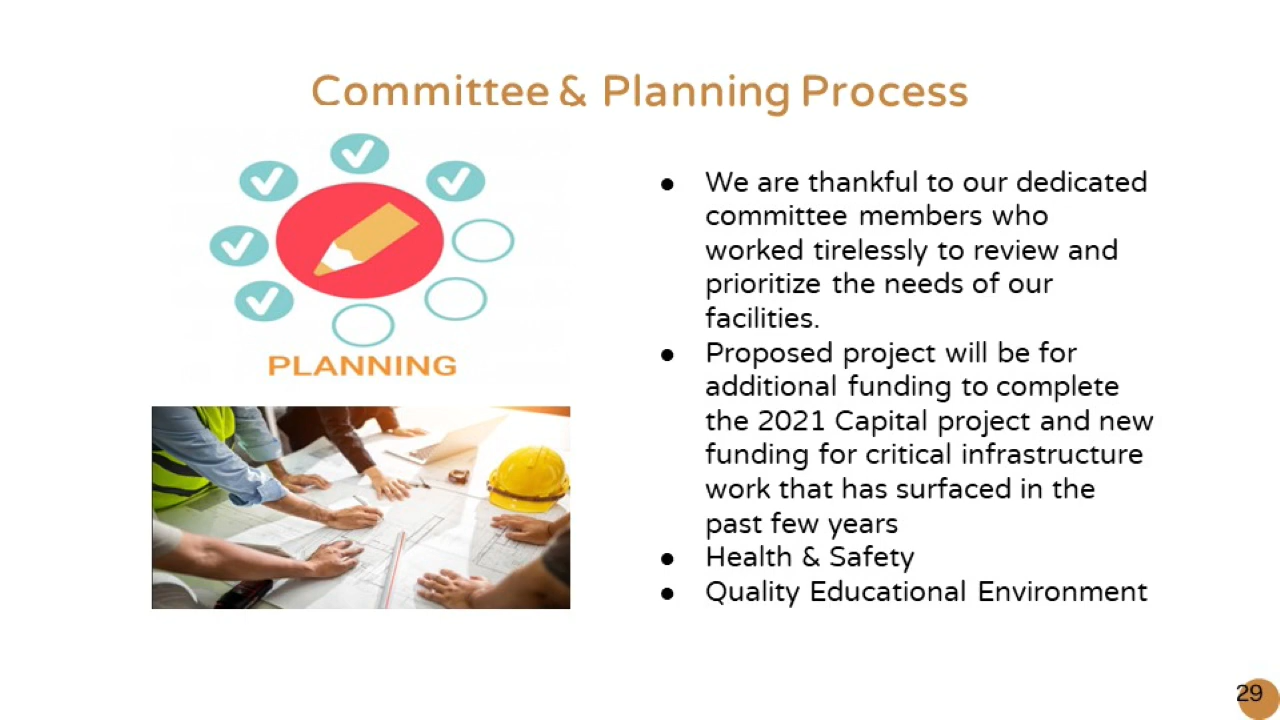 Committee & Planning Process
PLANNING
● We are thankful to our dedicated
committee members who
worked tirelessly to review and
prioritize the needs of our
facilities.
● Proposed project will be for
additional funding to complete
the 2021 Capital project and new
funding for critical infrastructure
work that has surfaced in the
past few years
● Health & Safety
● Quality Educational Environment
29